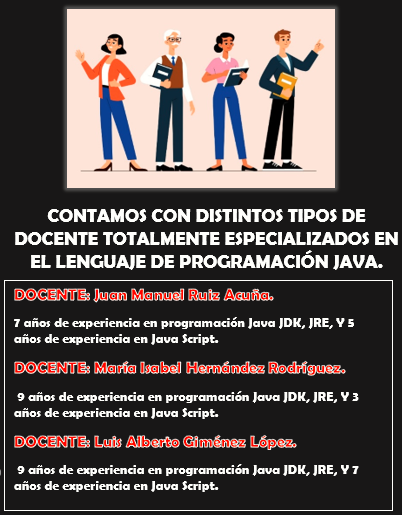 CONTAMOS CON DISTINTOS TIPOS DE
DOCENTE TOTALMENTE ESPECIALIZADOS EN
EL LENGUAJE DE PROGRAMACIÓN JAVA.
DOCENTE: Juan Manuel Ruiz Acuña.
7 años de experiencia en programación Java JDK, JRE, Y 5
años de experiencia en Java Script.
DOCENTE: María Isabel Hernández Rodríguez.
9 años de experiencia en programación Java JDK, JRE, Y 3
años de experiencia en Java Script.
DOCENTE: Luis Alberto Giménez López.
9 años de experiencia en programación Java JDK, JRE, Y 7
años de experiencia en Java Script.